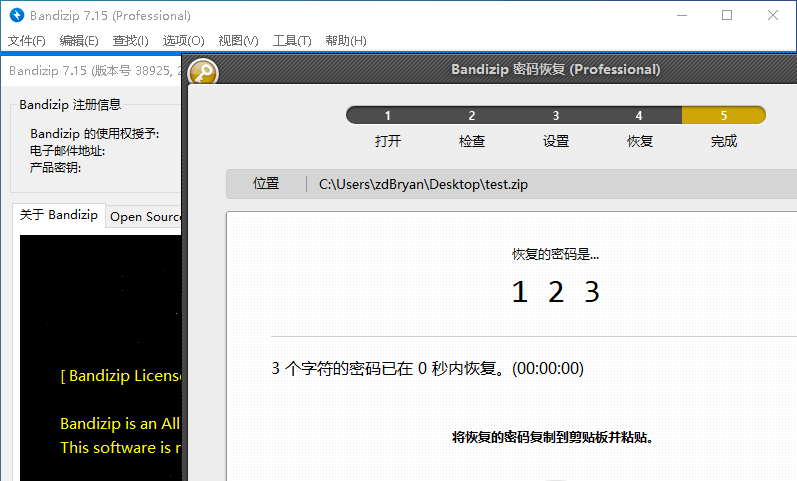 Bandizip 7.15 (Professional)
文件(F) 编辑(E) 查找(I) 选项(O) 视图(V) 工具(T) 帮助(H)
Bandizip 7.15 (版本号 38925, 2
Bandizip 密码恢复 (Professional)
Bandizip 注册信息
Bandizip 的使用权授予:
电子邮件地址:
产品密钥:
1 2 3 4 5
打开 检查 设置 恢复 完成
位置 C:\Users\zdBryan\Desktop\test.zip
关于 Bandizip Open Source
恢复的密码是...
1 2 3
3 个字符的密码已在 0 秒内恢复。(00:00:00)
[ Bandizip License
Bandizip is an All
This software is r
将恢复的密码复制到剪贴板并粘贴。